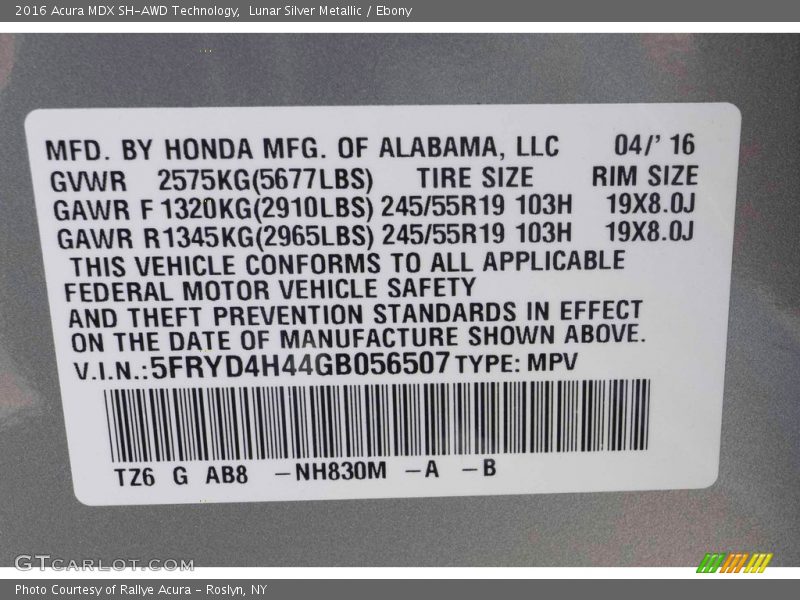 2016 Acura MDX SH-AWD Technology,  Lunar Silver Metallic / Ebony
MFD. BY HONDA MFG. OF ALABAMA, LLC 04/' 16
GVWR 2575KG(5677LBS) TIRE SIZE RIM SIZE
GAWR F 1320KG(2910LBS) 245/55R19 103H 19X8.0J
GAWR R1345KG(2965LBS) 245/55R19 103H 19X8.0J
THIS VEHICLE CONFORMS TO ALL APPLICABLE
FEDERAL MOTOR VEHICLE SAFETY
AND THEFT PREVENTION STANDARDS IN EFFECT
ON THE DATE OF MANUFACTURE SHOWN ABOVE.
V.I.N.:5FRYD4H44GB056507 TYPE: MPV
TZ6 G AB8 -NH830M -A -B
GTCARLOT.COM
Photo Courtesy of Rallye Acura - Roslyn, NY